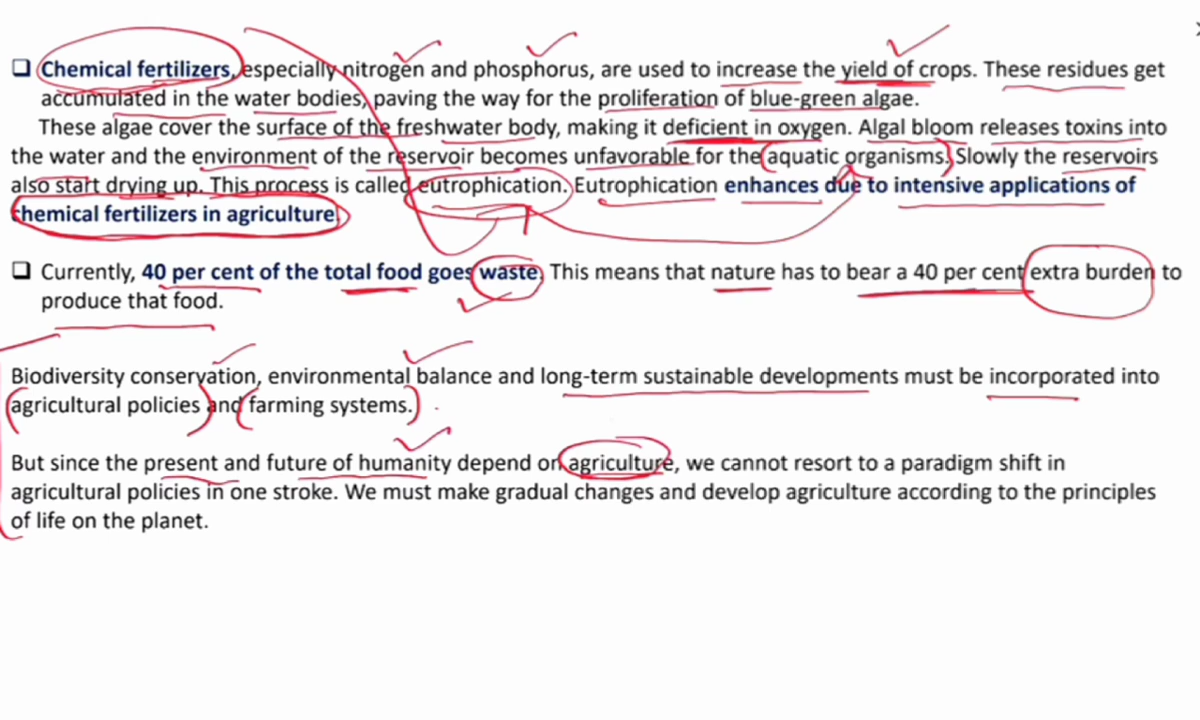 ❑ Chemical fertilizers, especially nitrogen and phosphorus, are used to increase the yield of crops. These residues get
accumulated in the water bodies, paving the way for the proliferation of blue-green algae.
These algae cover the surface of the freshwater body, making it deficient in oxygen. Algal bloom releases toxins into
the water and the environment of the reservoir becomes unfavorable for the aquatic organisms. Slowly the reservoirs
also start drying up. This process is called eutrophication. Eutrophication enhances due to intensive applications of
chemical fertilizers in agriculture.
❑ Currently, 40 per cent of the total food goes waste. This means that nature has to bear a 40 per cent extra burden to
produce that food.
Biodiversity conservation, environmental balance and long-term sustainable developments must be incorporated into
agricultural policies and farming systems.
But since the present and future of humanity depend on agriculture, we cannot resort to a paradigm shift in
agricultural policies in one stroke. We must make gradual changes and develop agriculture according to the principles
of life on the planet.